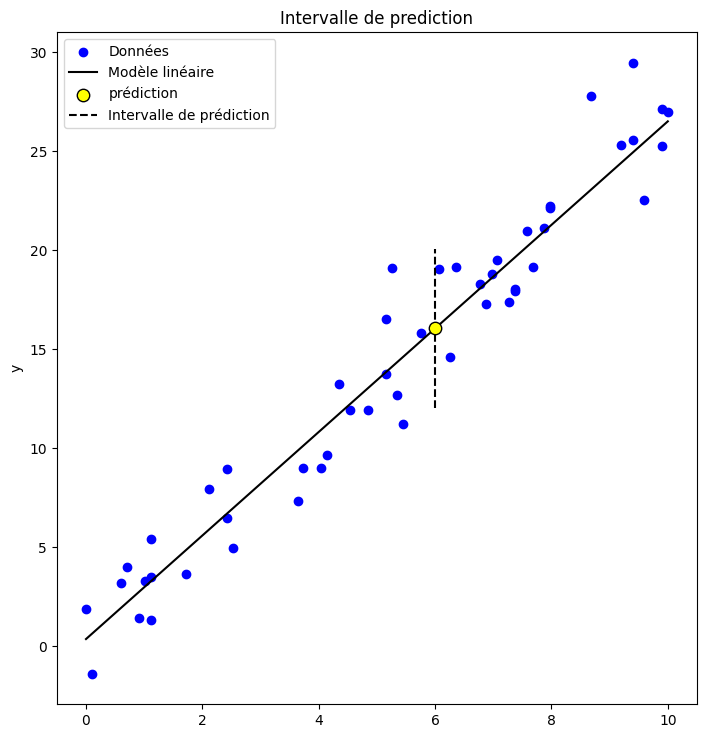 Intervalle de prediction
Données
Modèle linéaire
prédiction
Intervalle de prédiction
30
25
20
15
10
5
0
y
0 2 4 6 8 10